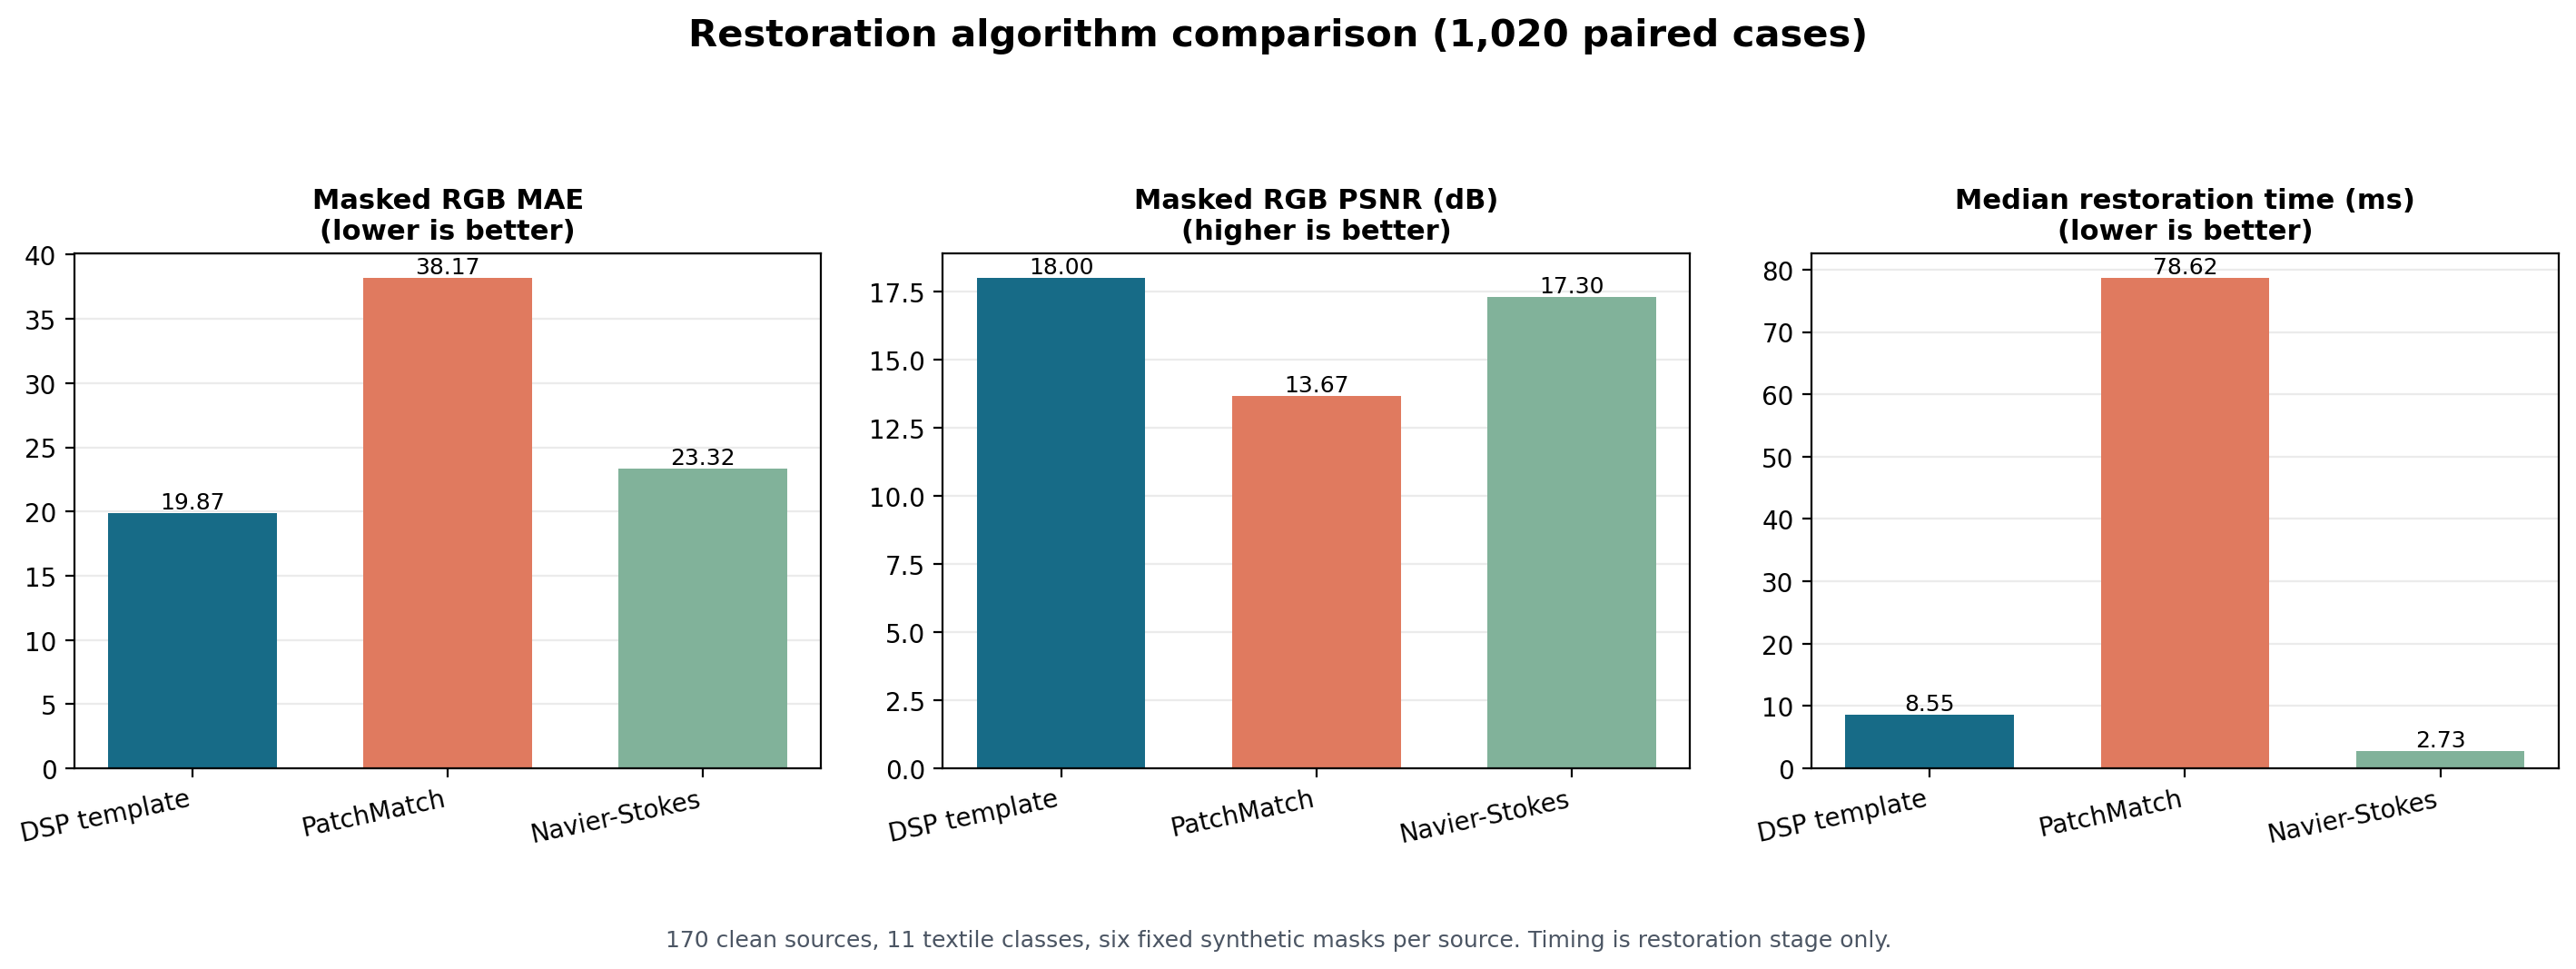 Restoration algorithm comparison (1,020 paired cases)
Masked RGB MAE
(lower is better)
40
35
30
25
20
15
10
5
0
19.87
38.17
23.32
DSP template
PatchMatch
Navier-Stokes
Masked RGB PSNR (dB)
(higher is better)
17.5
15.0
12.5
10.0
7.5
5.0
2.5
0.0
18.00
13.67
17.30
DSP template
PatchMatch
Navier-Stokes
Median restoration time (ms)
(lower is better)
80
70
60
50
40
30
20
10
0
8.55
78.62
2.73
DSP template
PatchMatch
Navier-Stokes
170 clean sources, 11 textile classes, six fixed synthetic masks per source. Timing is restoration stage only.